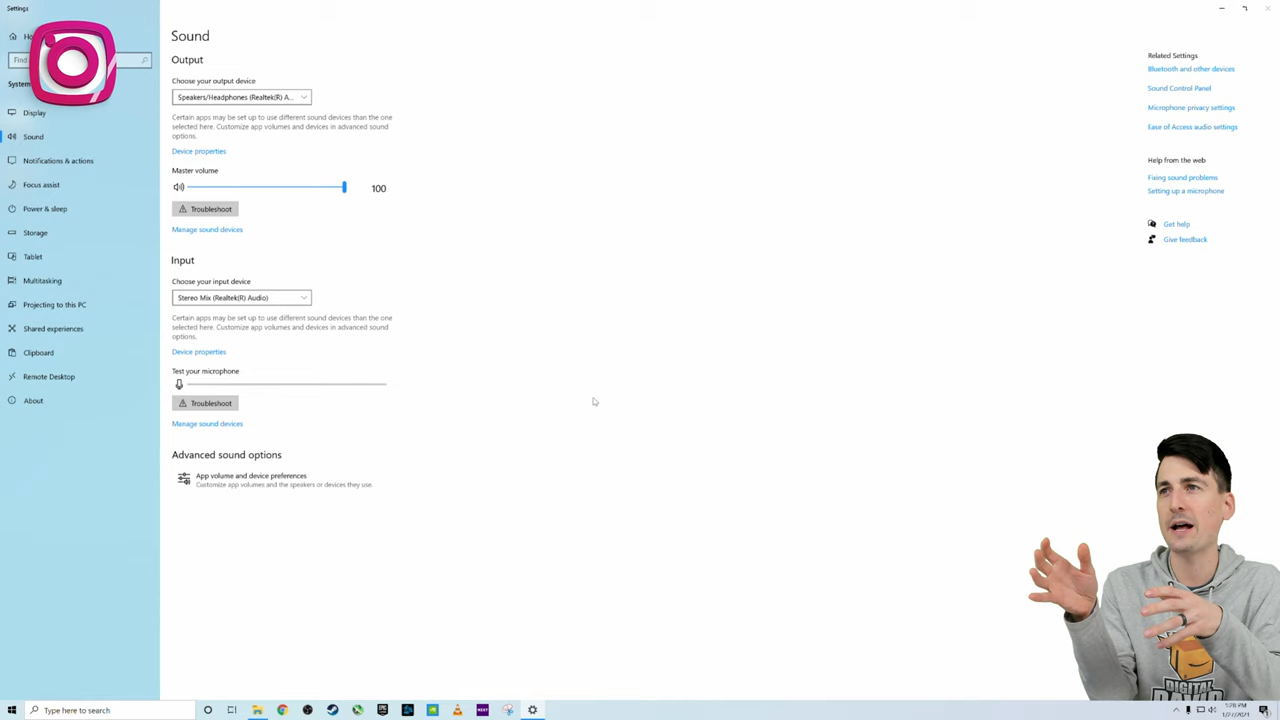 Settings
Find
System
Display
Sound
Notifications & actions
Focus assist
Power & sleep
Storage
Tablet
Multitasking
Projecting to this PC
Shared experiences
Clipboard
Remote Desktop
About
Sound
Output
Choose your output device
Speakers/Headphones (Realtek(R) A...
Certain apps may be set up to use different sound devices than the one
selected here. Customize app volumes and devices in advanced sound
options.
Device properties
Master volume
100
Troubleshoot
Manage sound devices
Input
Choose your input device
Stereo Mix (Realtek(R) Audio)
Certain apps may be set up to use different sound devices than the one
selected here. Customize app volumes and devices in advanced sound
options.
Device properties
Test your microphone
Troubleshoot
Manage sound devices
Advanced sound options
App volume and device preferences
Customize app volumes and the speakers or devices they use.
Related Settings
Bluetooth and other devices
Sound Control Panel
Microphone privacy settings
Ease of Access audio settings
Help from the web
Fixing sound problems
Setting up a microphone
Get help
Give feedback
DIGITAL
Type here to search
NEXT
1:28 PM